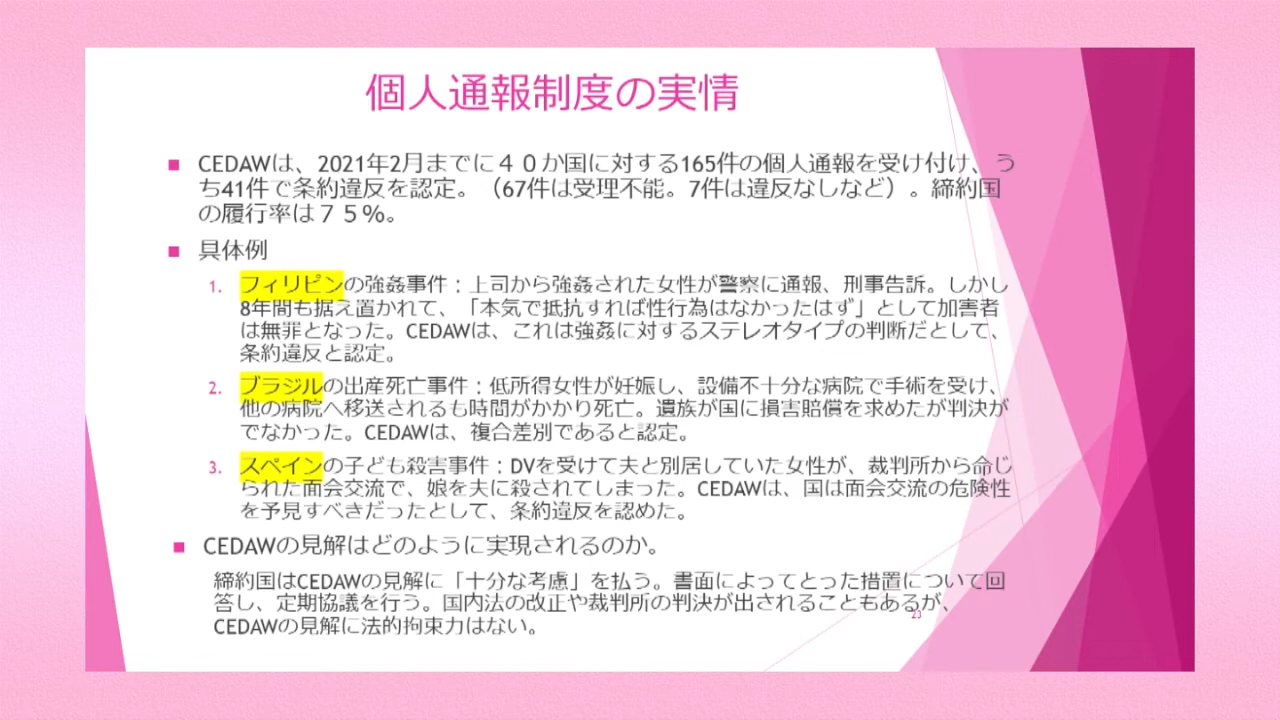 個人通報制度の実情
■ CEDAWは、2021年2月までに４０か国に対する165件の個人通報を受け付け、う
ち41件で条約違反を認定。（67件は受理不能。7件は違反なしなど）。締約国
の履行率は７５%。
■ 具体例
1. フィリピンの強姦事件：上司から強姦された女性が警察に通報、刑事告訴。しかし
8年間も据え置かれて、「本気で抵抗すれば性行為はなかったはず」として加害者
は無罪となった。CEDAWは、これは強姦に対するステレオタイプの判断だとして、
条約違反と認定。
2. ブラジルの出産死亡事件：低所得女性が妊娠し、設備不十分な病院で手術を受け、
他の病院へ移送されるも時間がかかり死亡。遺族が国に損害賠償を求めたが判決が
でなかった。CEDAWは、複合差別であると認定。
3. スペインの子ども殺害事件：DVを受けて夫と別居していた女性が、裁判所から命じ
られた面会交流で、娘を夫に殺されてしまった。CEDAWは、国は面会交流の危険性
を予見すべきだったとして、条約違反を認めた。
■ CEDAWの見解はどのように実現されるのか。
締約国はCEDAWの見解に「十分な考慮」を払う。書面によってとった措置について回
答し、定期協議を行う。国内法の改正や裁判所の判決が出されることもあるが、
CEDAWの見解に法的拘束力はない。
23